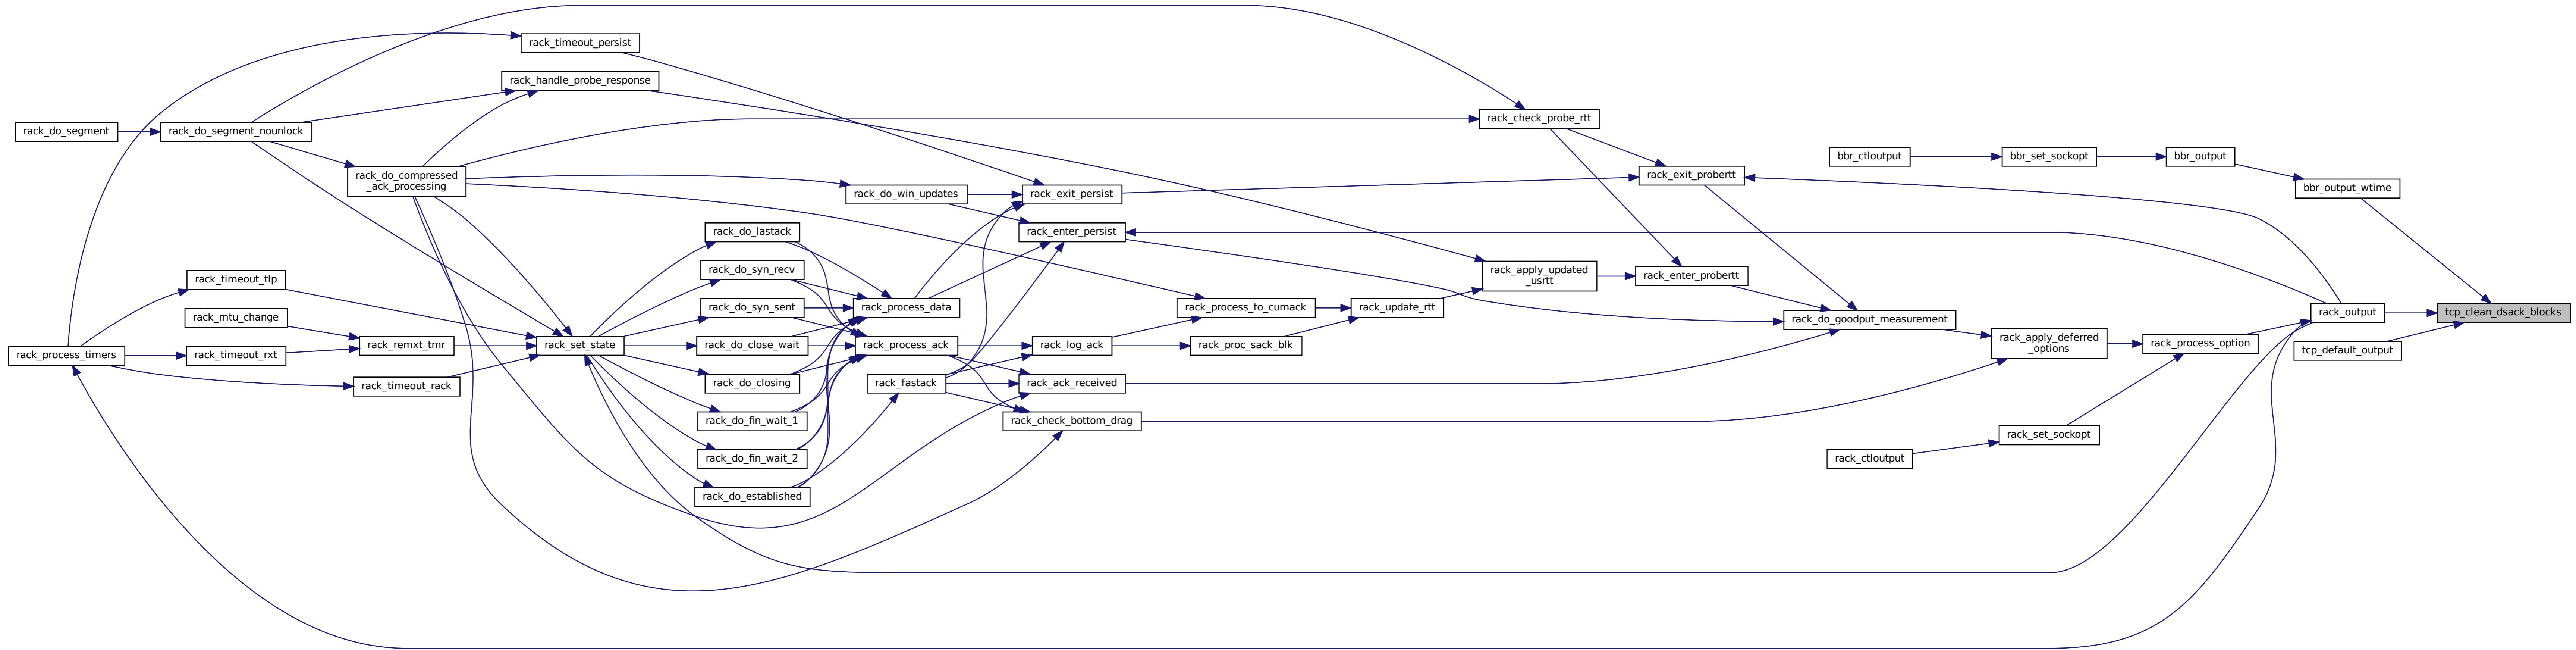 rack_timeout_persist
rack_handle_probe_response
rack_check_probe_rtt
rack_do_segment
rack_do_segment_nounlock
bbr_ctloutput
bbr_set_sockopt
bbr_output
rack_do_compressed
_ack_processing
rack_exit_probertt
bbr_output_wtime
rack_do_win_updates
rack_exit_persist
rack_do_lastack
rack_enter_persist
rack_do_syn_recv
rack_apply_updated
_usrtt
rack_enter_probertt
rack_timeout_tlp
rack_do_syn_sent
rack_process_data
rack_process_to_cumack
rack_update_rtt
rack_output
tcp_clean_dsack_blocks
rack_mtu_change
rack_do_goodput_measurement
rack_process_timers
rack_timeout_rxt
rack_remxt_tmr
rack_set_state
rack_do_close_wait
rack_process_ack
rack_log_ack
rack_proc_sack_blk
rack_apply_deferred
_options
rack_process_option
tcp_default_output
rack_timeout_rack
rack_do_closing
rack_fastack
rack_ack_received
rack_do_fin_wait_1
rack_check_bottom_drag
rack_set_sockopt
rack_do_fin_wait_2
rack_ctloutput
rack_do_established